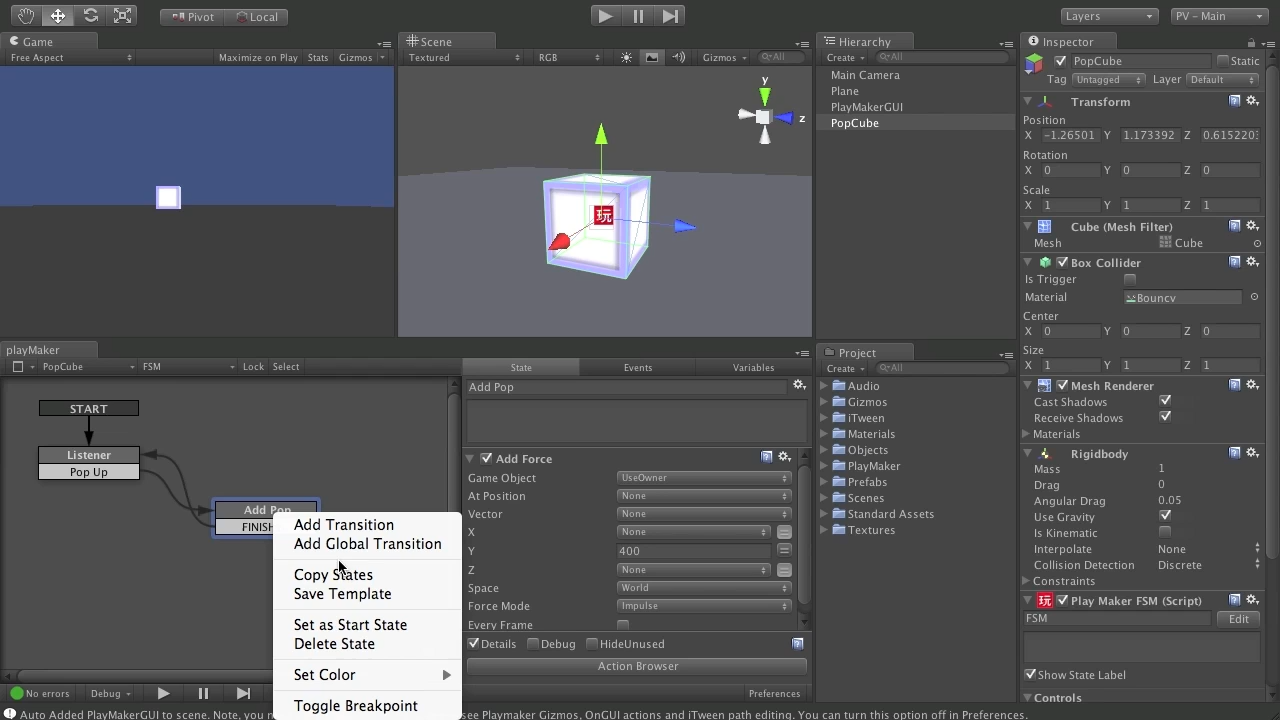 Pivot Local Layers PV - Main
Game Scene Hierarchy Inspector
Free Aspect Maximize on Play Stats Gizmos Textured RGB Gizmos All Create All
PopCube Static
Tag Untagged Layer Default
Main Camera
Plane
PlayMakerGUI
PopCube
Transform
Position
X -1.26501 Y 1.173392 Z 0.615220
Rotation
X 0 Y 0 Z 0
Scale
X 1 Y 1 Z 1
Cube (Mesh Filter)
Mesh Cube
Box Collider
Is Trigger
Material Bouncy
Center
X 0 Y 0 Z 0
Size
X 1 Y 1 Z 1
Mesh Renderer
Cast Shadows
Receive Shadows
Materials
Rigidbody
Mass 1
Drag 0
Angular Drag 0.05
Use Gravity
Is Kinematic
Interpolate None
Collision Detection Discrete
Constraints
玩 Play Maker FSM (Script)
FSM Edit
Show State Label
Controls
y
z
玩
playMaker
PopCube FSM Lock Select
START
Listener
Pop Up
Add Pop
FINISH
Add Transition
Add Global Transition
Copy States
Save Template
Set as Start State
Delete State
Set Color
Toggle Breakpoint
State Events Variables
Add Pop
Add Force
Game Object UseOwner
At Position None
Vector None
X None
Y 400
Z None
Space World
Force Mode Impulse
Every Frame
Details Debug HideUnused
Action Browser
Preferences
Project
Create All
Audio
Gizmos
iTween
Materials
Objects
PlayMaker
Prefabs
Scenes
Standard Assets
Textures
No errors Debug
Auto Added PlayMakerGUI to scene. Note, you n see Playmaker Gizmos, OnGUI actions and iTween path editing. You can turn this option off in Preferences.